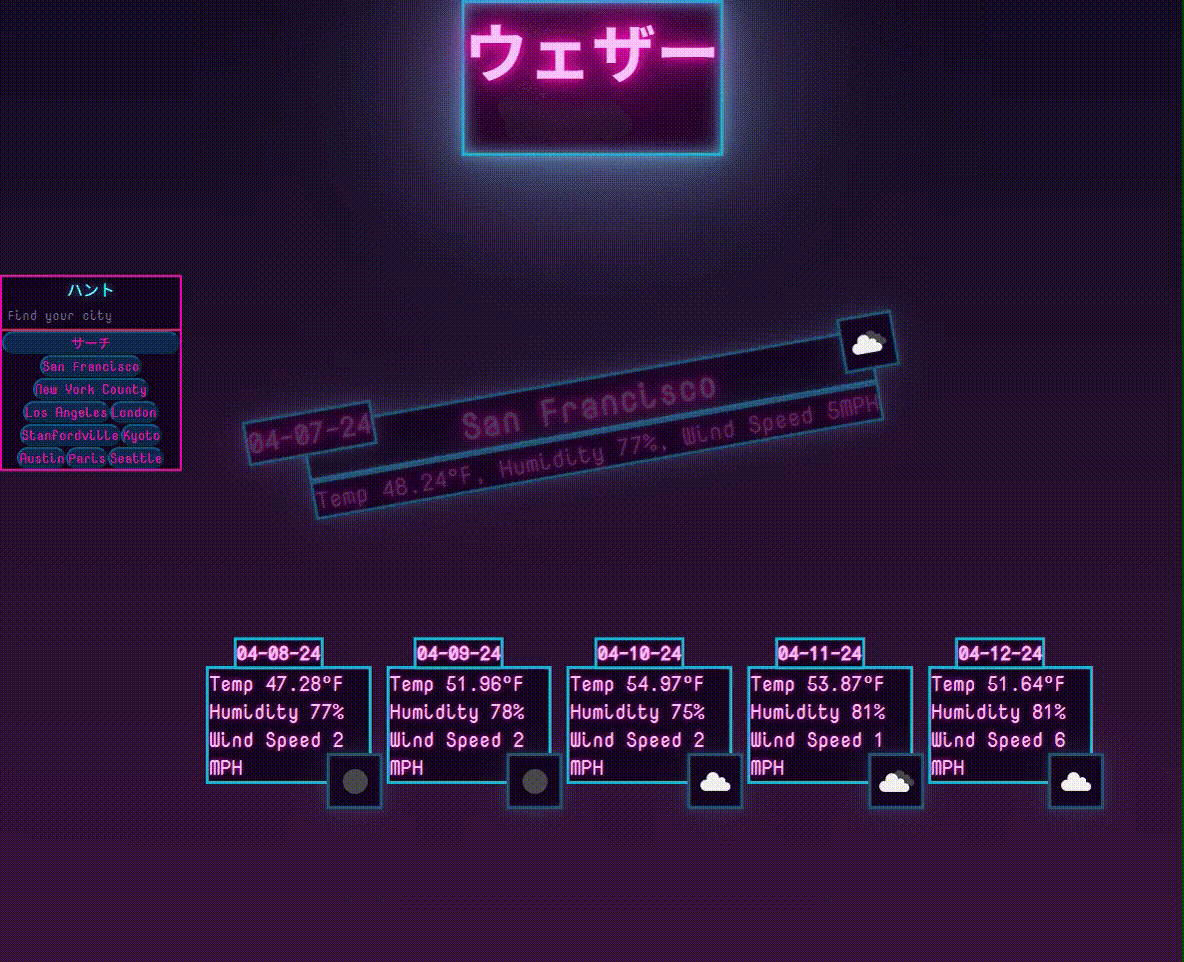 ウェザー
ハント
Find your city
サーチ
San Francisco
New York County
Los Angeles London
Stanfordville Kyoto
Austin Paris Seattle
04-07-24
San Francisco
Temp 48.24°F, Humidity 77%, Wind Speed 5MPH
04-08-24
Temp 47.28°F
Humidity 77%
Wind Speed 2
MPH
04-09-24
Temp 51.96°F
Humidity 78%
Wind Speed 2
MPH
04-10-24
Temp 54.97°F
Humidity 75%
Wind Speed 2
MPH
04-11-24
Temp 53.87°F
Humidity 81%
Wind Speed 1
MPH
04-12-24
Temp 51.64°F
Humidity 81%
Wind Speed 6
MPH